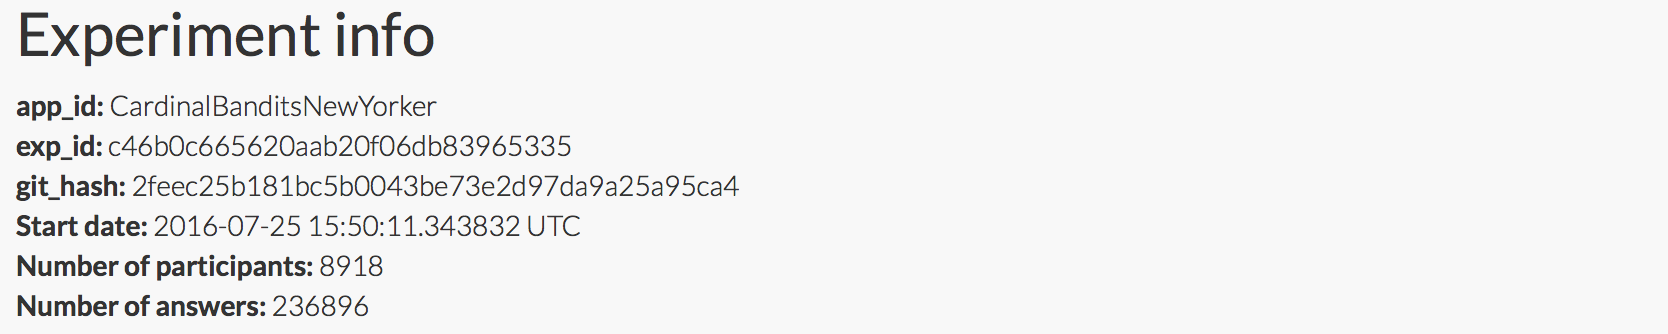 Experiment info
app_id: CardinalBanditsNewYorker
exp_id: c46b0c665620aab20f06db83965335
git_hash: 2feec25b181bc5b0043be73e2d97da9a25a95ca4
Start date: 2016-07-25 15:50:11.343832 UTC
Number of participants: 8918
Number of answers: 236896